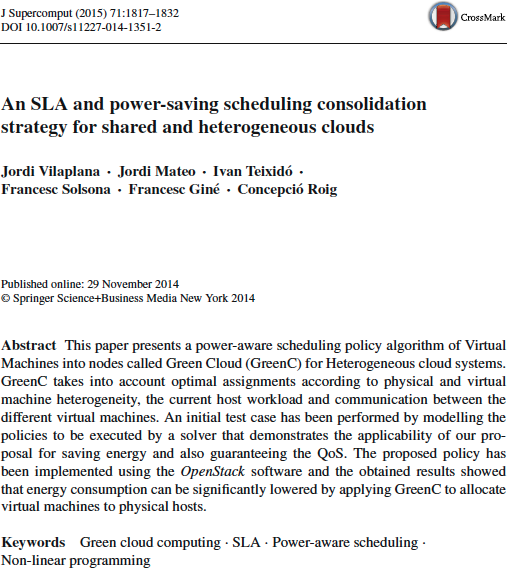 J Supercomput (2015) 71:1817–1832
DOI 10.1007/s11227-014-1351-2
CrossMark
An SLA and power-saving scheduling consolidation
strategy for shared and heterogeneous clouds
Jordi Vilaplana · Jordi Mateo · Ivan Teixidó ·
Francesc Solsona · Francesc Giné · Concepció Roig
Published online: 29 November 2014
© Springer Science+Business Media New York 2014
Abstract This paper presents a power-aware scheduling policy algorithm of Virtual
Machines into nodes called Green Cloud (GreenC) for Heterogeneous cloud systems.
GreenC takes into account optimal assignments according to physical and virtual
machine heterogeneity, the current host workload and communication between the
different virtual machines. An initial test case has been performed by modelling the
policies to be executed by a solver that demonstrates the applicability of our pro-
posal for saving energy and also guaranteeing the QoS. The proposed policy has
been implemented using the OpenStack software and the obtained results showed
that energy consumption can be significantly lowered by applying GreenC to allocate
virtual machines to physical hosts.
Keywords Green cloud computing · SLA · Power-aware scheduling ·
Non-linear programming